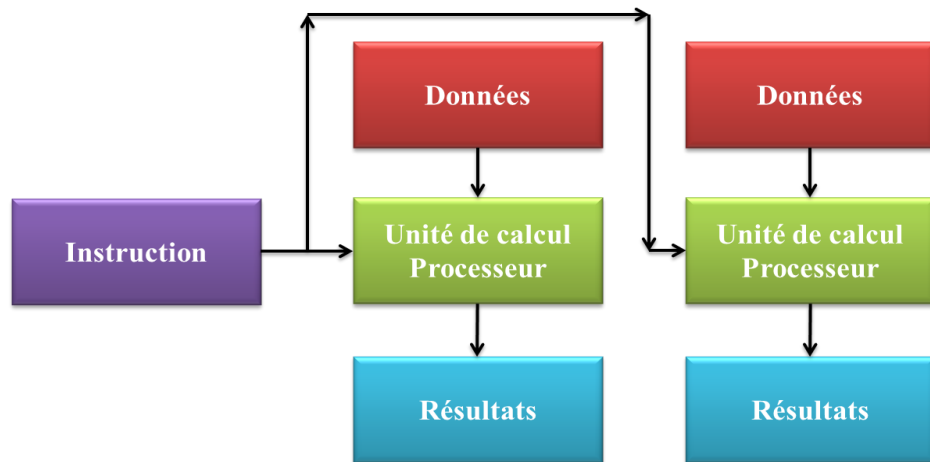 Données
Données
Instruction
Unité de calcul
Processeur
Unité de calcul
Processeur
Résultats
Résultats